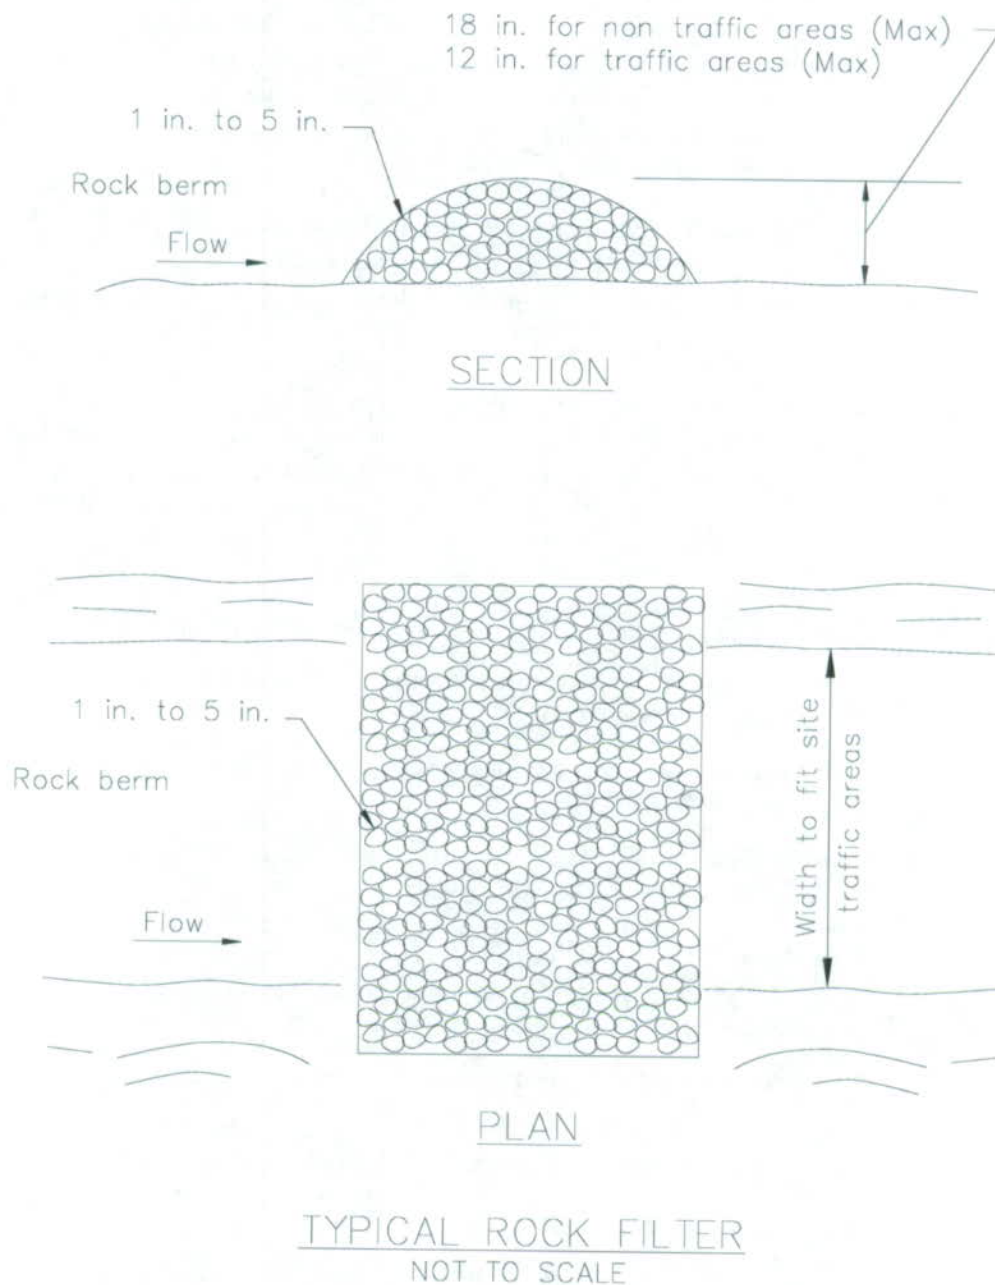 18 in. for non traffic areas (Max)
12 in. for traffic areas (Max)
1 in. to 5 in.
Rock berm
Flow
SECTION
1 in. to 5 in.
Rock berm
Width to fit site
traffic areas
Flow
PLAN
TYPICAL ROCK FILTER
NOT TO SCALE